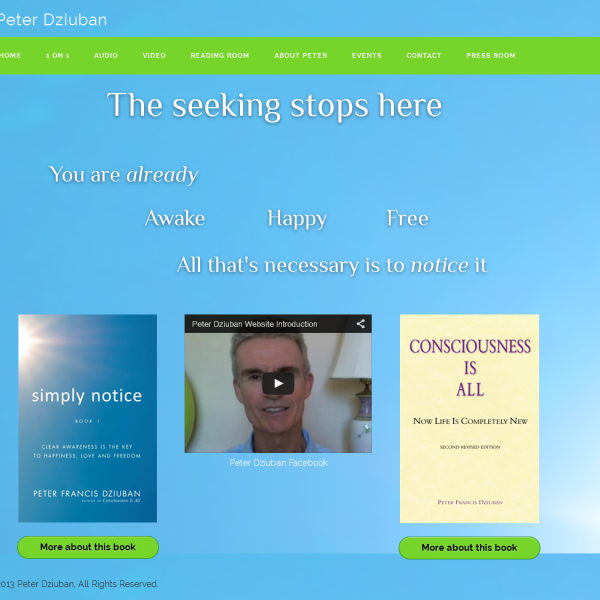 Peter Dziuban
HOME 1 ON 1 AUDIO VIDEO READING ROOM ABOUT PETER EVENTS CONTACT PRESS ROOM
The seeking stops here
You are already
Awake Happy Free
All that's necessary is to notice it
simply notice
BOOK 1
CLEAR AWARENESS IS THE KEY
TO HAPPINESS, LOVE AND FREEDOM
PETER FRANCIS DZIUBAN
AUTHOR OF Consciousness Is All
More about this book
Peter Dziuban Website Introduction
Peter Dziuban Facebook
CONSCIOUSNESS
IS
ALL
NOW LIFE IS COMPLETELY NEW
SECOND REVISED EDITION
PETER FRANCIS DZIUBAN
More about this book
2013 Peter Dziuban, All Rights Reserved.